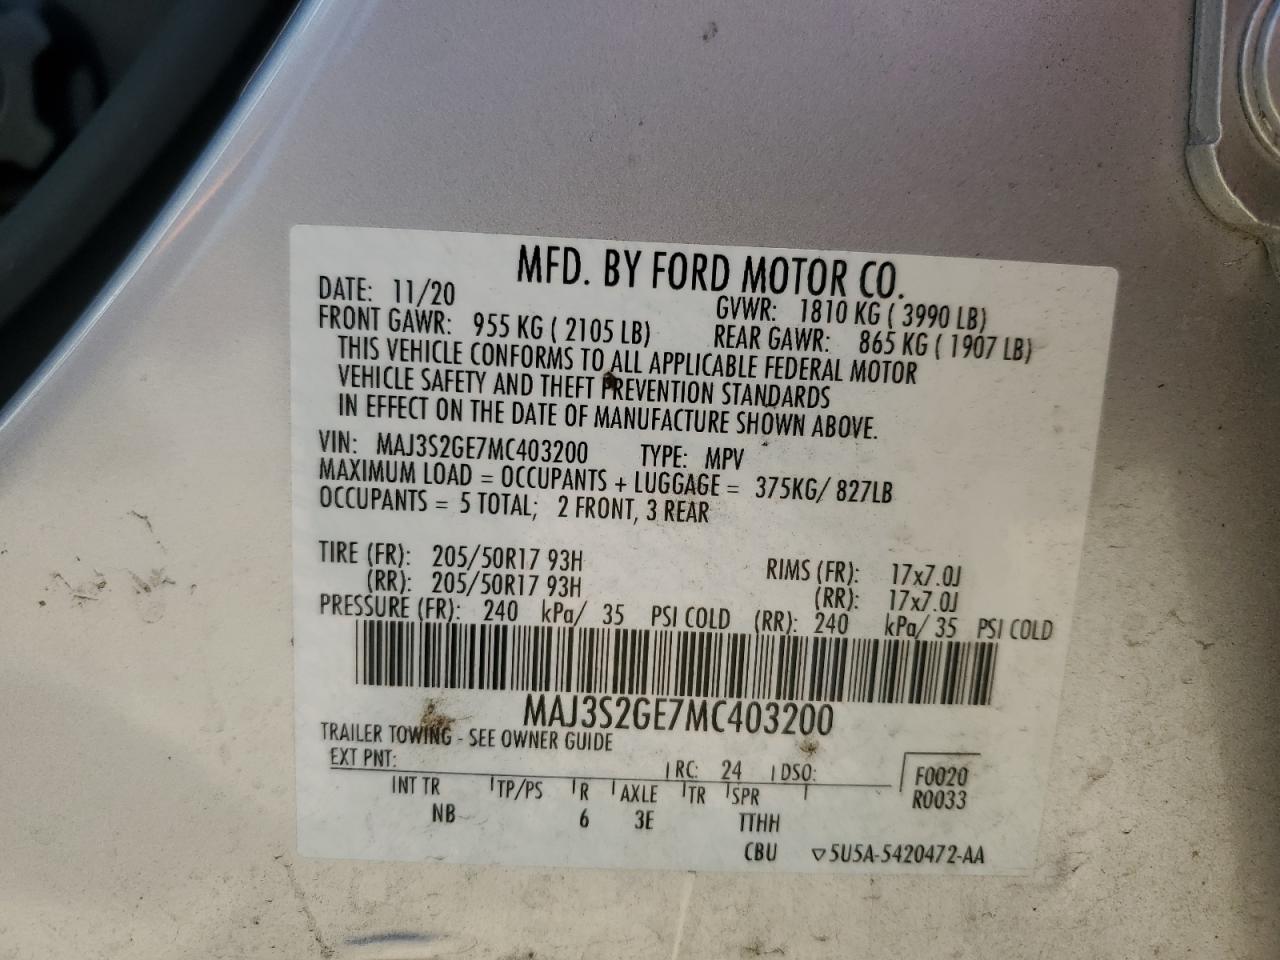 MFD. BY FORD MOTOR CO.
DATE: 11/20 GVWR: 1810 KG ( 3990 LB)
FRONT GAWR: 955 KG ( 2105 LB) REAR GAWR: 865 KG ( 1907 LB)
THIS VEHICLE CONFORMS TO ALL APPLICABLE FEDERAL MOTOR
VEHICLE SAFETY AND THEFT PREVENTION STANDARDS
IN EFFECT ON THE DATE OF MANUFACTURE SHOWN ABOVE.
VIN: MAJ3S2GE7MC403200 TYPE: MPV
MAXIMUM LOAD = OCCUPANTS + LUGGAGE = 375KG/ 827LB
OCCUPANTS = 5 TOTAL; 2 FRONT, 3 REAR
TIRE (FR): 205/50R17 93H RIMS (FR): 17x7.0J
(RR): 205/50R17 93H (RR): 17x7.0J
PRESSURE (FR): 240 kPa/ 35 PSI COLD (RR): 240 kPa/ 35 PSI COLD
MAJ3S2GE7MC403200
TRAILER TOWING - SEE OWNER GUIDE
EXT PNT: RC: 24 DSO: F0020
INT TR TP/PS R AXLE TR SPR R0033
NB 6 3E TTHH
CBU ▽5U5A-5420472-AA